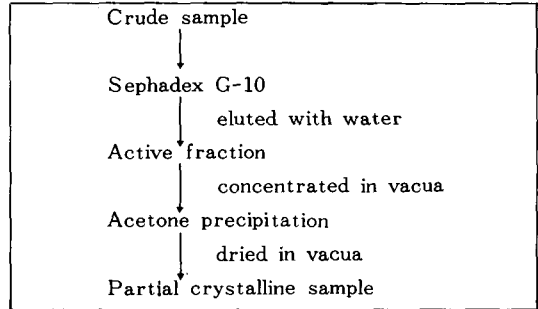 Crude sample
Sephadex G-10
eluted with water
Active fraction
concentrated in vacua
Acetone precipitation
dried in vacua
Partial crystalline sample